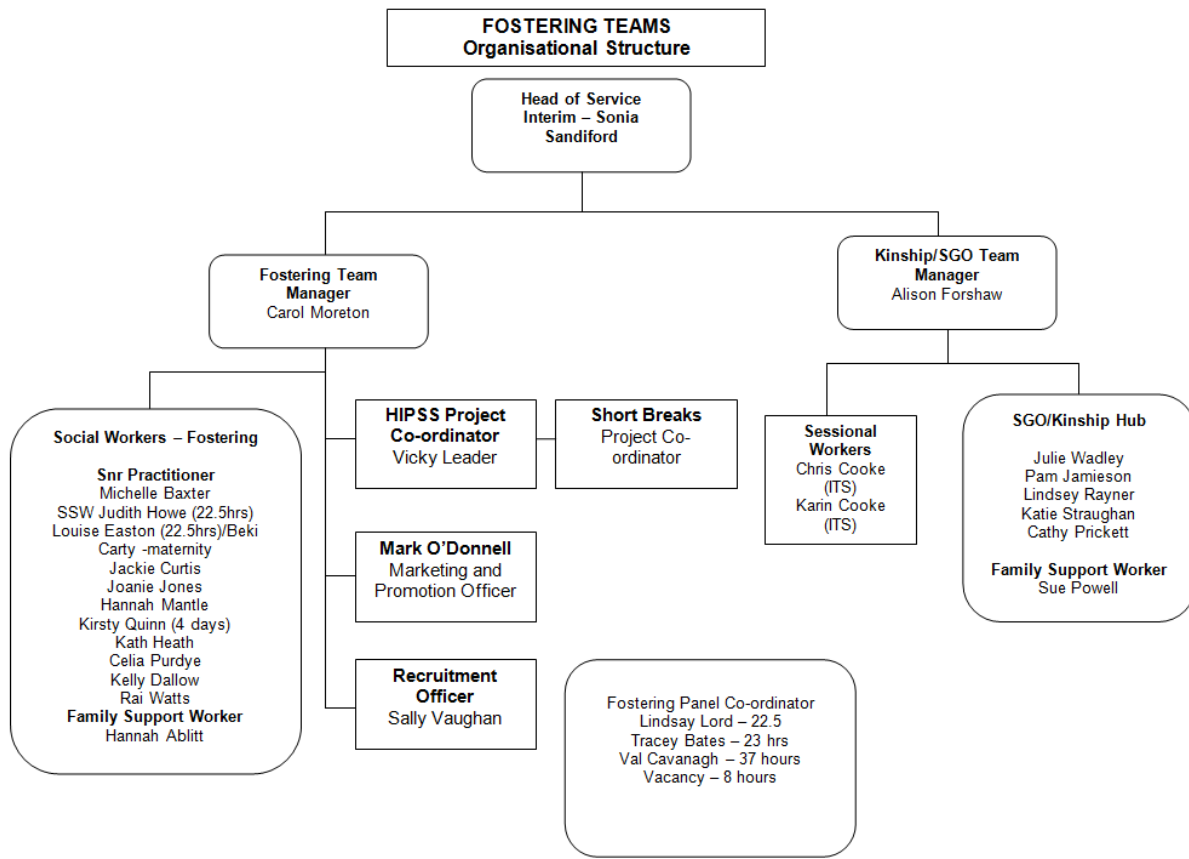 FOSTERING TEAMS
Organisational Structure
Head of Service
Interim – Sonia
Sandiford
Fostering Team
Manager
Carol Moreton
Kinship/SGO Team
Manager
Alison Forshaw
Social Workers – Fostering
Snr Practitioner
Michelle Baxter
SSW Judith Howe (22.5hrs)
Louise Easton (22.5hrs)/Beki
Carty -maternity
Jackie Curtis
Joanie Jones
Hannah Mantle
Kirsty Quinn (4 days)
Kath Heath
Celia Purdye
Kelly Dallow
Rai Watts
Family Support Worker
Hannah Ablitt
HIPSS Project
Co-ordinator
Vicky Leader
Short Breaks
Project Co-
ordinator
Mark O’Donnell
Marketing and
Promotion Officer
Recruitment
Officer
Sally Vaughan
Fostering Panel Co-ordinator
Lindsay Lord – 22.5
Tracey Bates – 23 hrs
Val Cavanagh – 37 hours
Vacancy – 8 hours
Sessional
Workers
Chris Cooke
(ITS)
Karin Cooke
(ITS)
SGO/Kinship Hub
Julie Wadley
Pam Jamieson
Lindsey Rayner
Katie Straughan
Cathy Prickett
Family Support Worker
Sue Powell